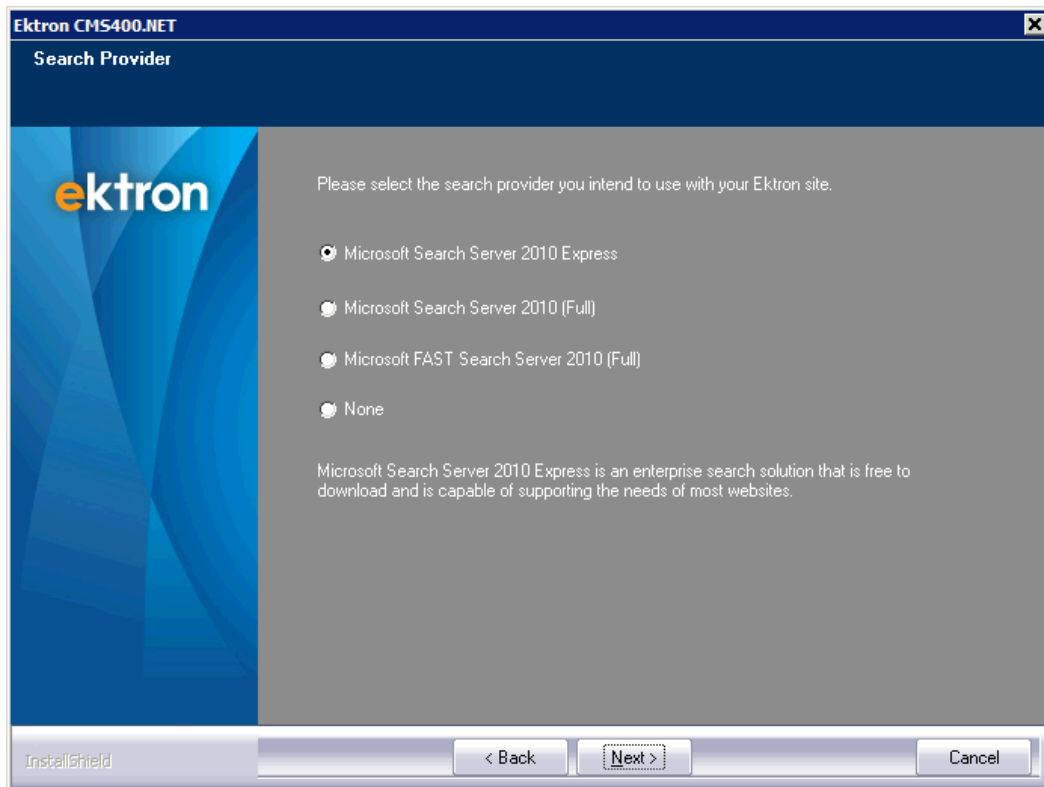 Ektron CMS400.NET
Search Provider
ektron
Please select the search provider you intend to use with your Ektron site.
Microsoft Search Server 2010 Express
Microsoft Search Server 2010 (Full)
Microsoft FAST Search Server 2010 (Full)
None
Microsoft Search Server 2010 Express is an enterprise search solution that is free to
download and is capable of supporting the needs of most websites.
InstallShield
< Back
Next >
Cancel